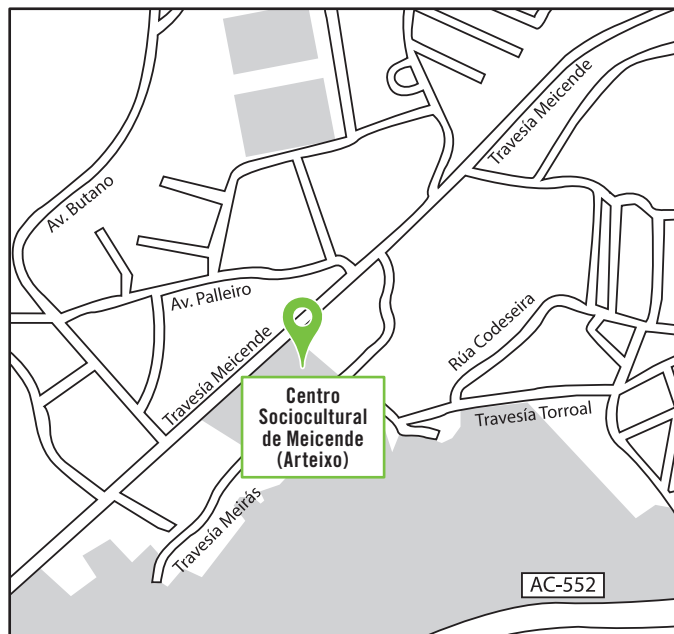 Travesía Meicende
Av. Butano
Av. Palleiro
Rúa Codeseira
Travesía Meicende
Centro
Sociocultural
de Meicende
(Arteixo)
Travesía Torroal
Travesía Meirás
AC-552